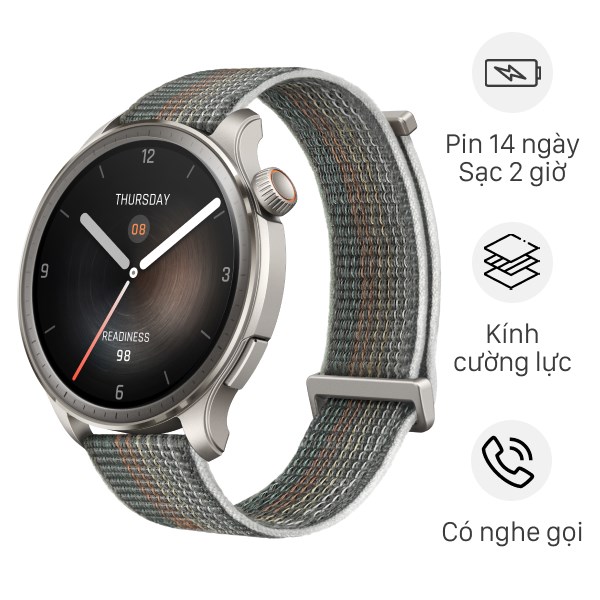 12
THURSDAY
08
9
3
READINESS
98
6
Pin 14 ngày
Sạc 2 giờ
Kính
cường lực
Có nghe gọi